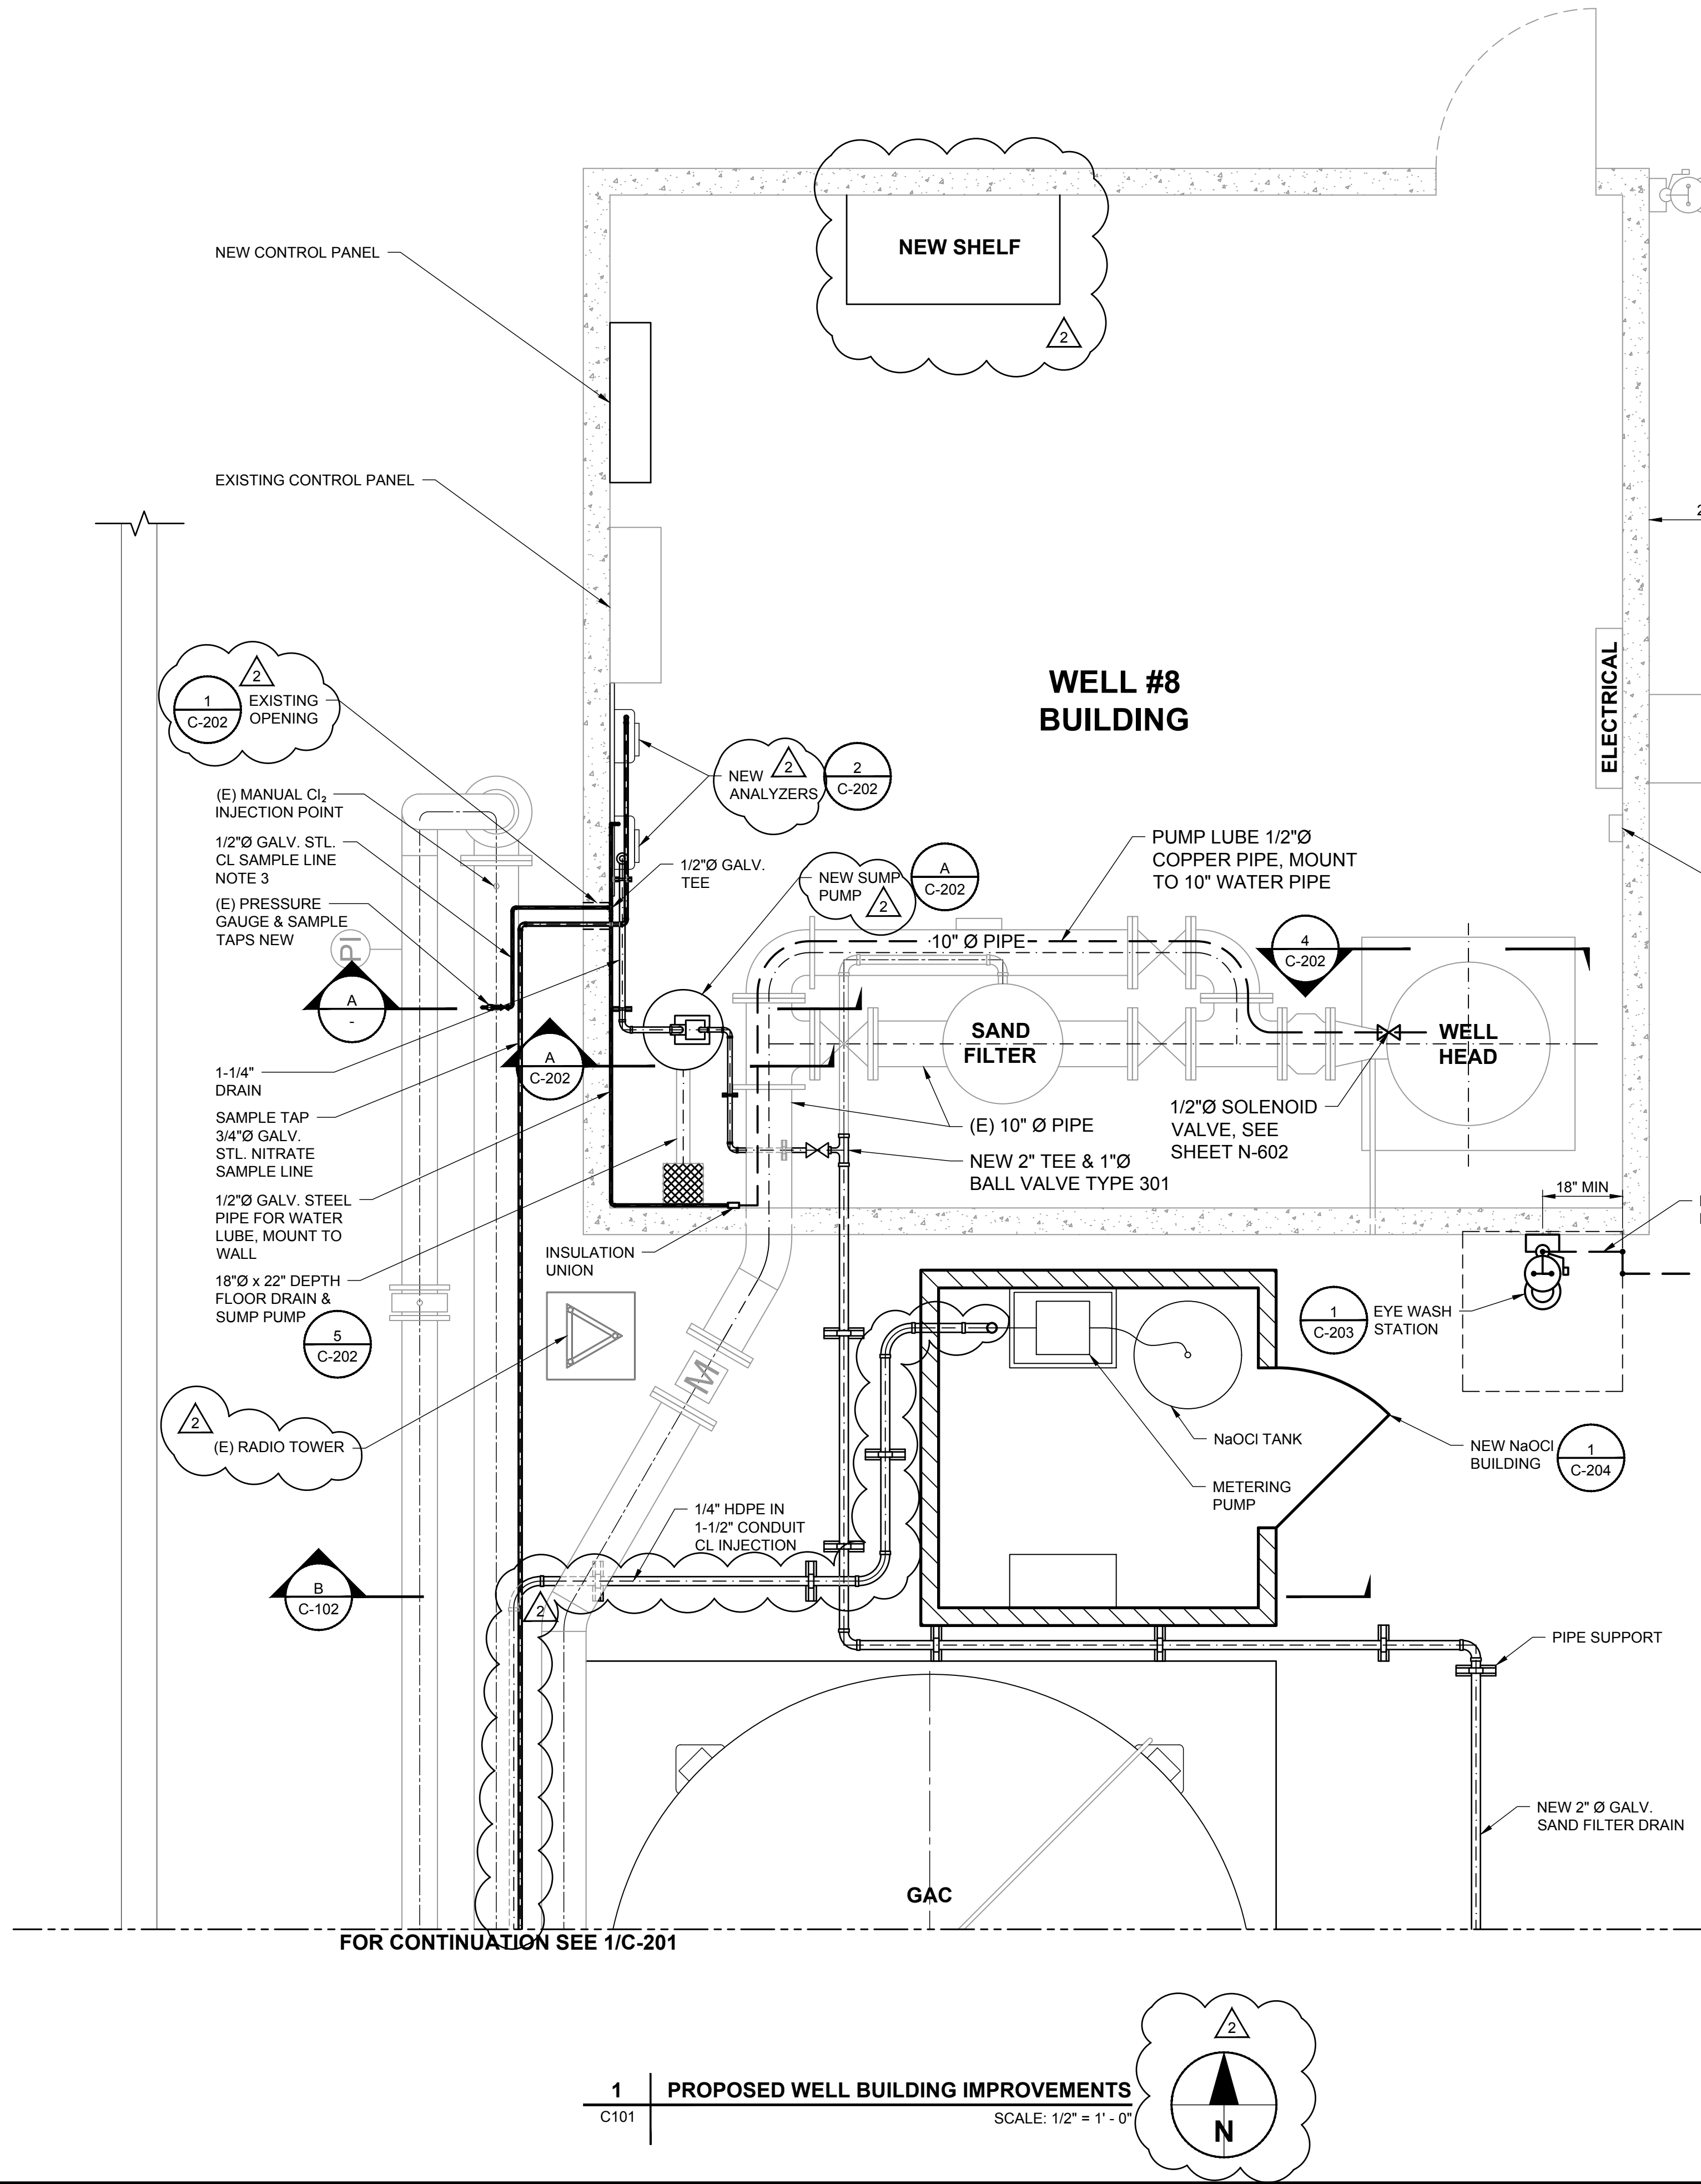 NEW SHELF
2
NEW CONTROL PANEL
EXISTING CONTROL PANEL
2
1
C-202
EXISTING
OPENING
WELL #8
BUILDING
ELECTRICAL
2
NEW
ANALYZERS
2
2
C-202
(E) MANUAL Cl₂
INJECTION POINT
1/2"Ø GALV. STL.
CL SAMPLE LINE
NOTE 3
(E) PRESSURE
GAUGE & SAMPLE
TAPS NEW
PI
1/2"Ø GALV.
TEE
NEW SUMP
PUMP
2
A
C-202
PUMP LUBE 1/2"Ø
COPPER PIPE, MOUNT
TO 10" WATER PIPE
10" Ø PIPE
4
C-202
A
-
A
C-202
SAND
FILTER
WELL
HEAD
1-1/4"
DRAIN
SAMPLE TAP
3/4"Ø GALV.
STL. NITRATE
SAMPLE LINE
1/2"Ø GALV. STEEL
PIPE FOR WATER
LUBE, MOUNT TO
WALL
18"Ø x 22" DEPTH
FLOOR DRAIN &
SUMP PUMP
5
C-202
(E) 10" Ø PIPE
NEW 2" TEE & 1"Ø
BALL VALVE TYPE 301
1/2"Ø SOLENOID
VALVE, SEE
SHEET N-602
18" MIN
INSULATION
UNION
1
C-203
EYE WASH
STATION
M
2
(E) RADIO TOWER
NaOCl TANK
METERING
PUMP
NEW NaOCl
BUILDING
1
C-204
1/4" HDPE IN
1-1/2" CONDUIT
CL INJECTION
B
C-102
2
PIPE SUPPORT
NEW 2" Ø GALV.
SAND FILTER DRAIN
GAC
FOR CONTINUATION SEE 1/C-201
2
1
C101
PROPOSED WELL BUILDING IMPROVEMENTS
SCALE: 1/2" = 1' - 0"
N